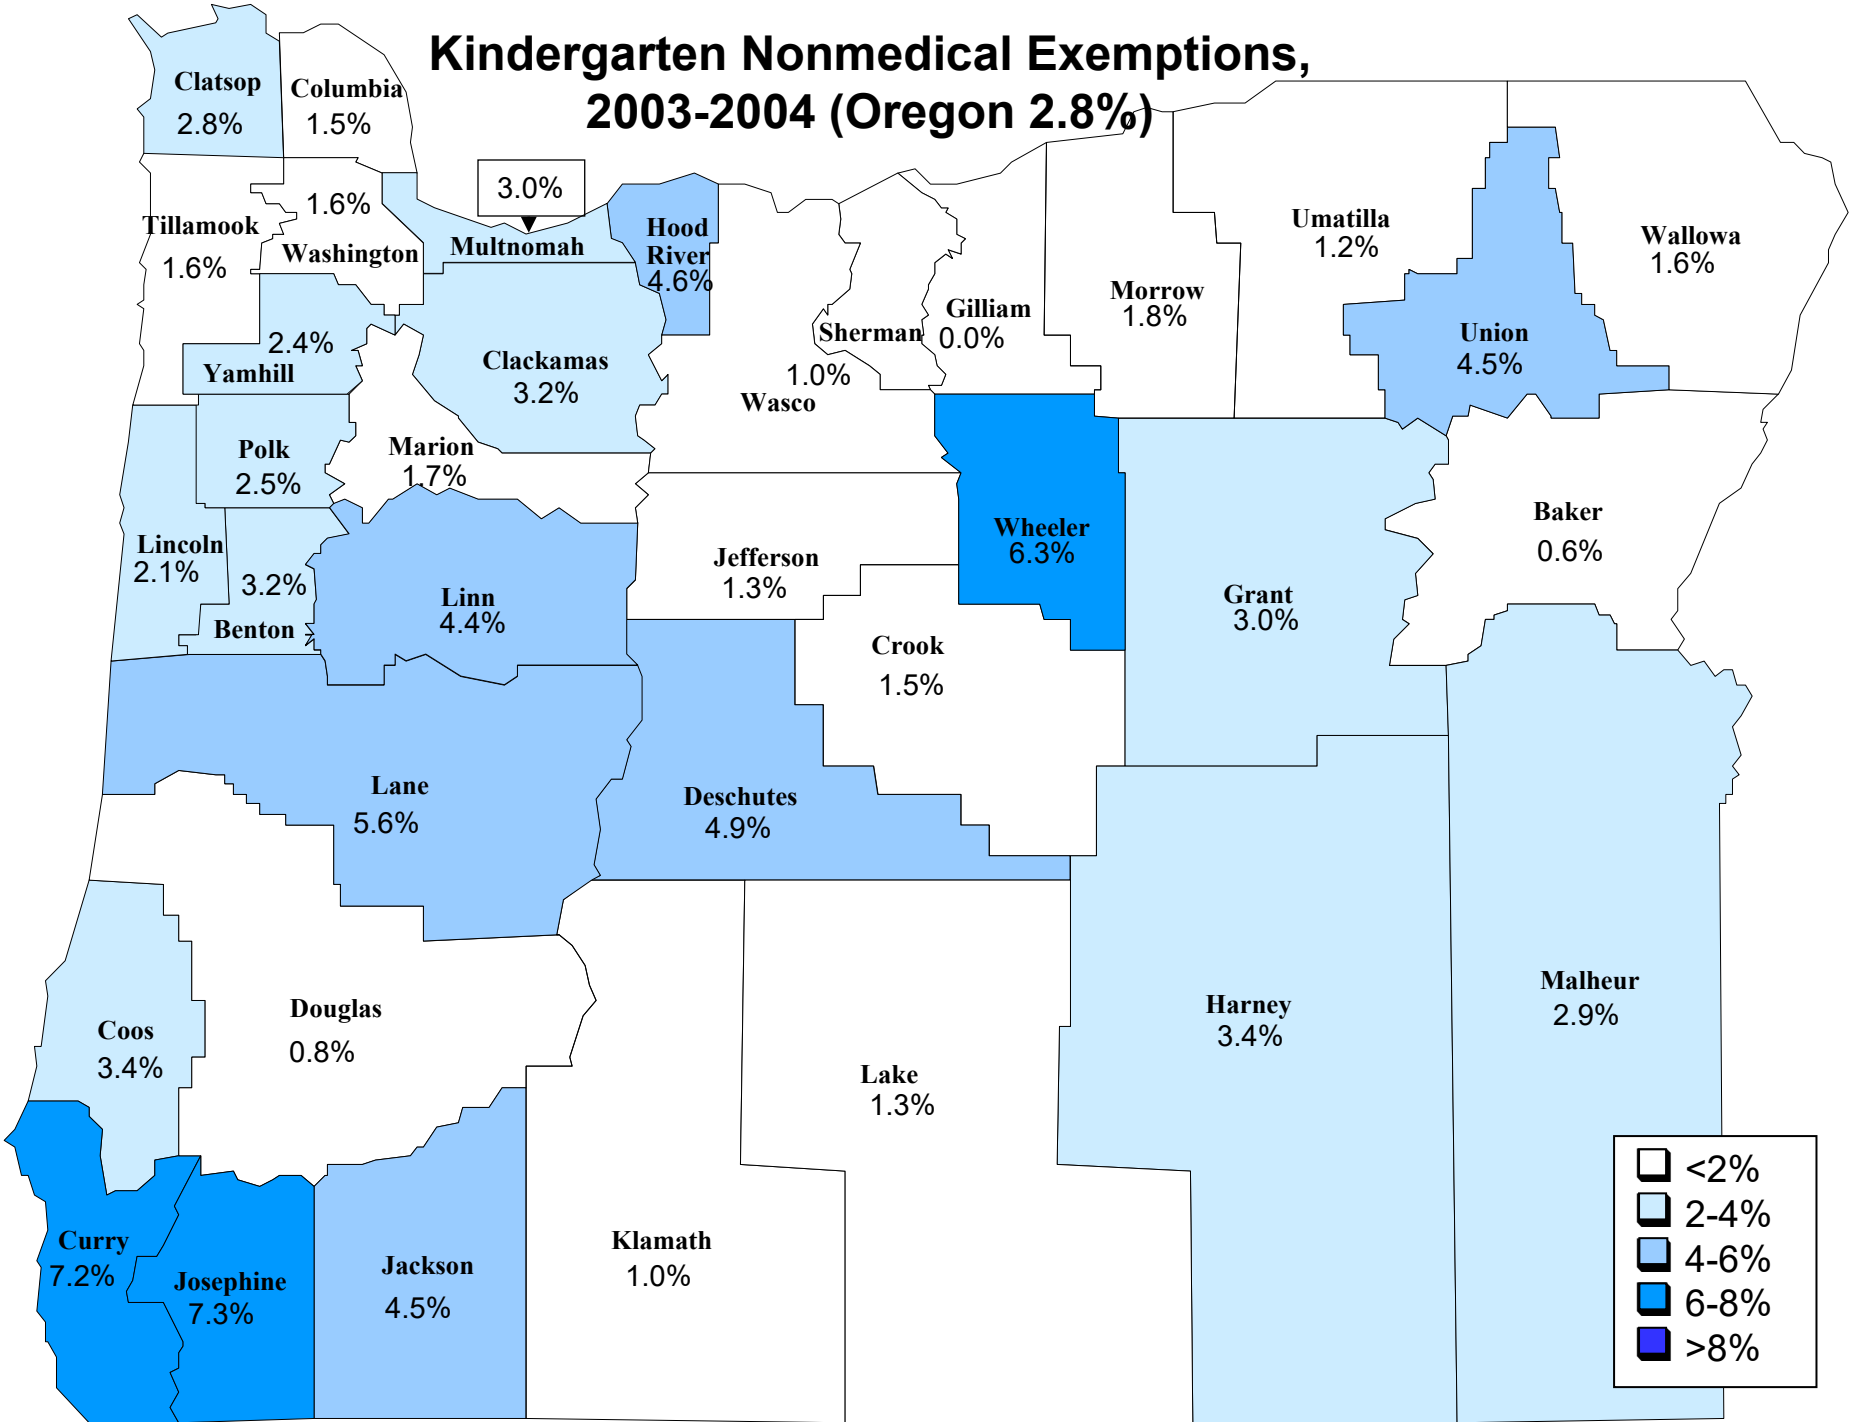 Kindergarten Nonmedical Exemptions,
2003-2004 (Oregon 2.8%)
Clatsop
2.8%
Columbia
1.5%
3.0%
Multnomah
Tillamook
1.6%
1.6%
Washington
Hood
River
4.6%
Umatilla
1.2%
Wallowa
1.6%
Morrow
1.8%
Gilliam
0.0%
Sherman
1.0%
Wasco
Union
4.5%
2.4%
Yamhill
Clackamas
3.2%
Polk
2.5%
Marion
1.7%
Lincoln
2.1%
3.2%
Benton
Linn
4.4%
Jefferson
1.3%
Wheeler
6.3%
Grant
3.0%
Baker
0.6%
Crook
1.5%
Lane
5.6%
Deschutes
4.9%
Coos
3.4%
Douglas
0.8%
Lake
1.3%
Harney
3.4%
Malheur
2.9%
Curry
7.2%
Josephine
7.3%
Jackson
4.5%
Klamath
1.0%
<2%
2-4%
4-6%
6-8%
>8%